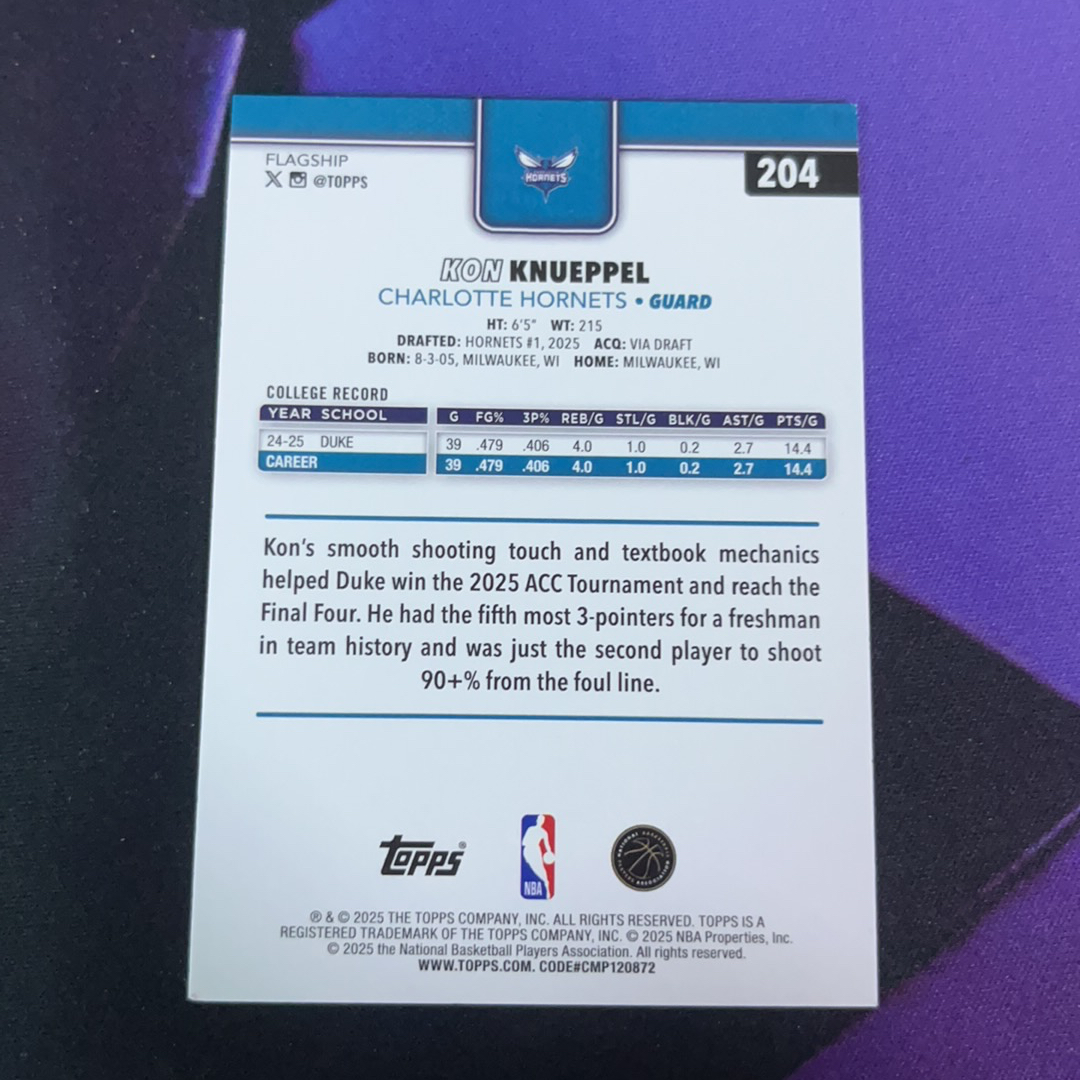 FLAGSHIP
X @TOPPS
HORNETS
204
KON KNUEPPEL
CHARLOTTE HORNETS • GUARD
HT: 6'5" WT: 215
DRAFTED: HORNETS #1, 2025 ACQ: VIA DRAFT
BORN: 8-3-05, MILWAUKEE, WI HOME: MILWAUKEE, WI
COLLEGE RECORD
YEAR SCHOOL G FG% 3P% REB/G STL/G BLK/G AST/G PTS/G
24-25 DUKE 39 .479 .406 4.0 1.0 0.2 2.7 14.4
CAREER 39 .479 .406 4.0 1.0 0.2 2.7 14.4
Kon's smooth shooting touch and textbook mechanics
helped Duke win the 2025 ACC Tournament and reach the
Final Four. He had the fifth most 3-pointers for a freshman
in team history and was just the second player to shoot
90+% from the foul line.
Topps®
NBA
NATIONAL BASKETBALL PLAYERS ASSOCIATION
® & © 2025 THE TOPPS COMPANY, INC. ALL RIGHTS RESERVED. TOPPS IS A
REGISTERED TRADEMARK OF THE TOPPS COMPANY, INC. © 2025 NBA Properties, Inc.
© 2025 the National Basketball Players Association. All rights reserved.
WWW.TOPPS.COM. CODE#CMP120872